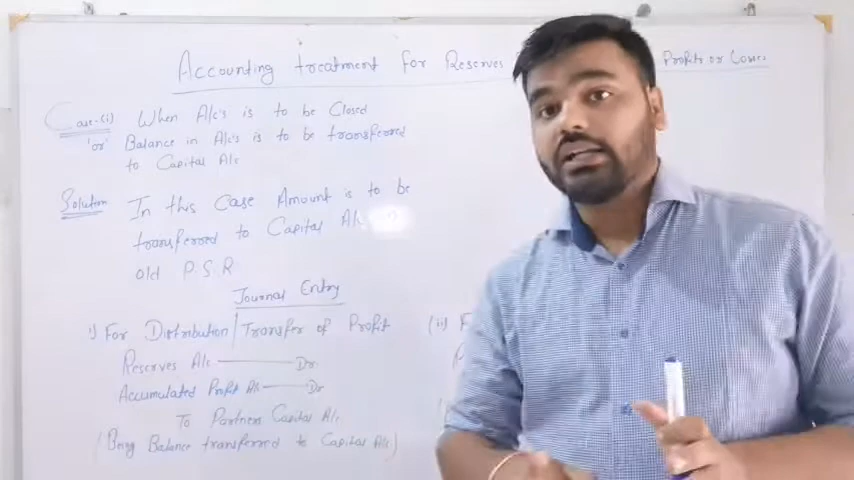 Accounting treatment for Reserves Profits or Losses
Case-(i) When A/c's is to be Closed
'or' Balance in A/c's is to be transferred
to Capital A/c
Solution In this Case Amount is to be
transferred to Capital A/c
old P.S.R
Journal Entry
i) For Distribution/Transfer of Profit
(ii) F
Reserves A/c Dr
Accumulated Profit A/c Dr
To Partners Capital A/c
(Being Balance transferred to Capital A/c)